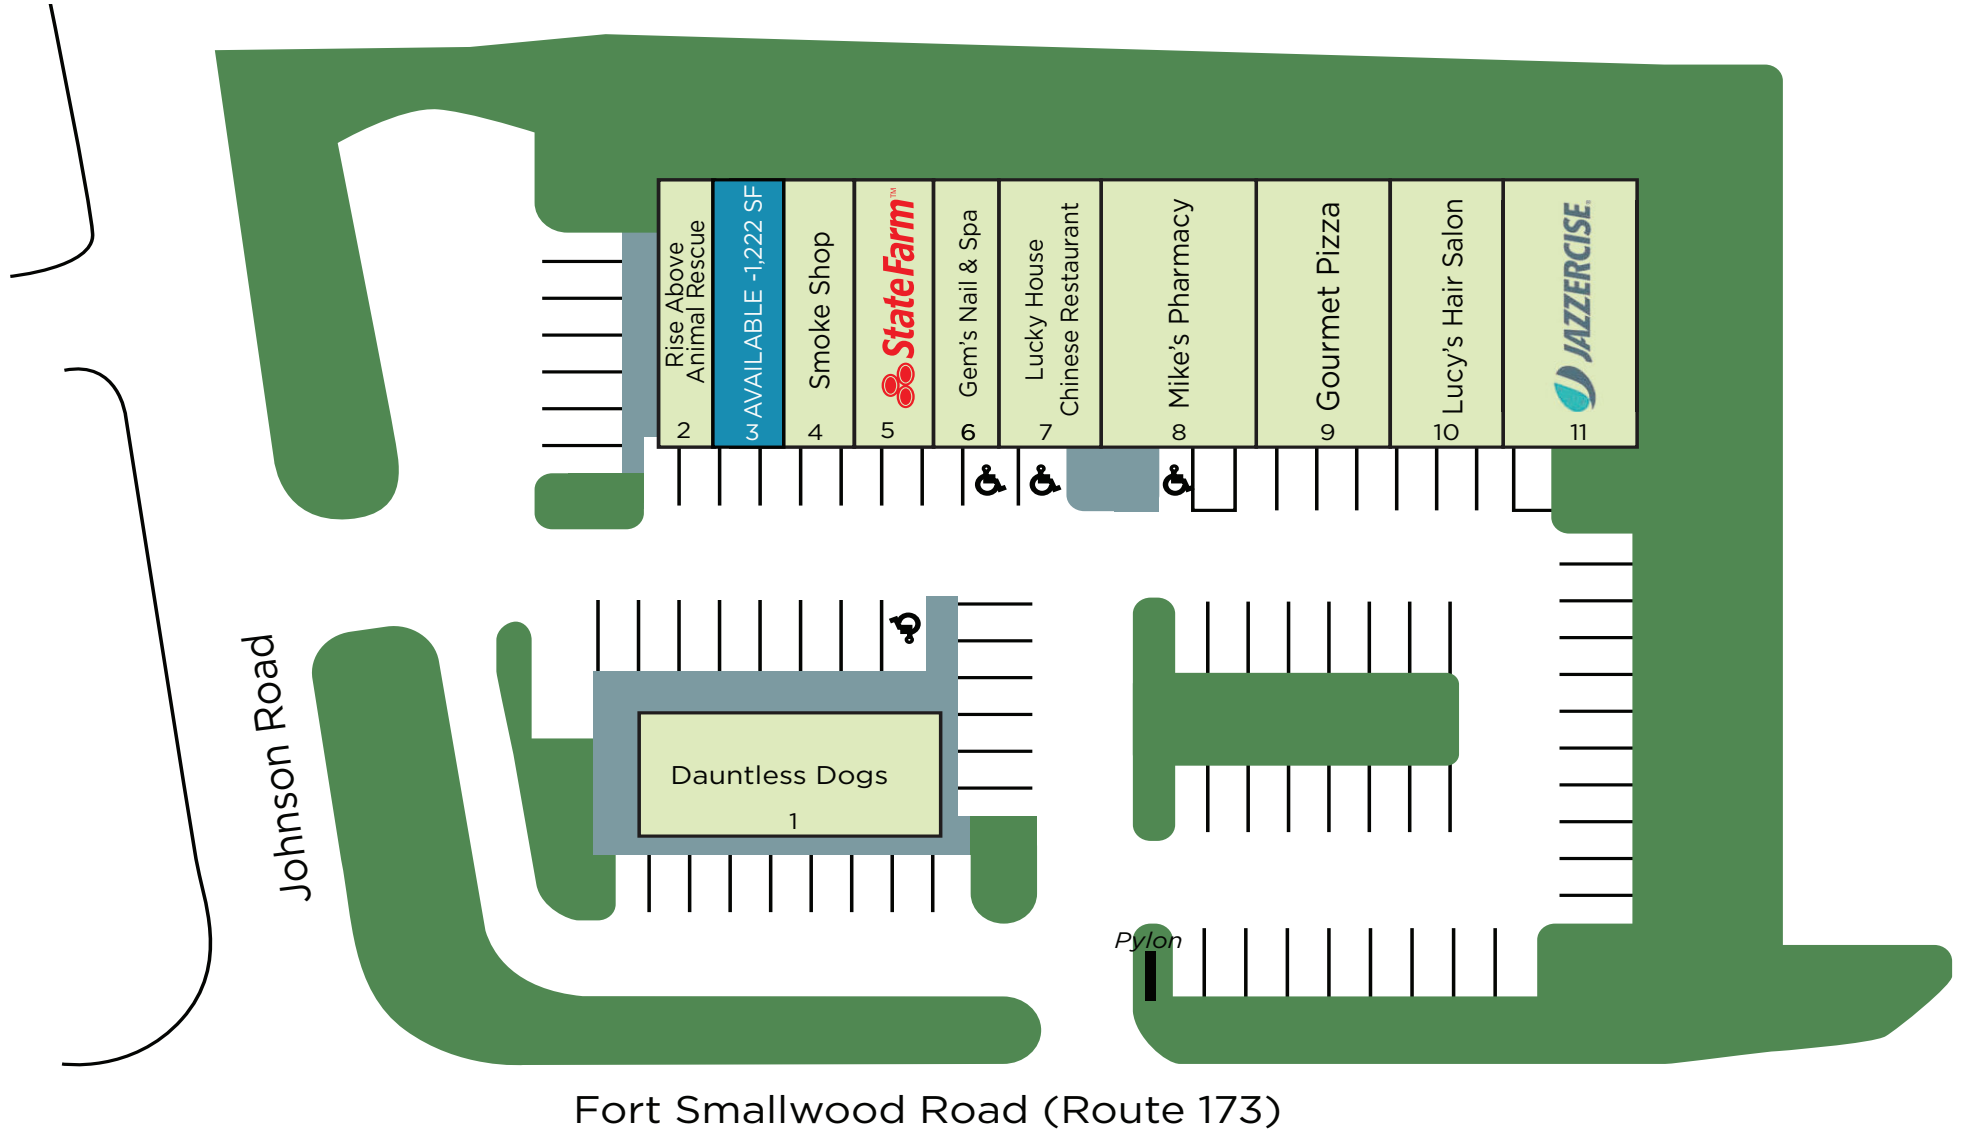 Rise Above
Animal Rescue
2
3 AVAILABLE -1,222 SF
Smoke Shop
4
StateFarm™
5
Gem's Nail & Spa
6
Lucky House
Chinese Restaurant
7
Mike's Pharmacy
8
Gourmet Pizza
9
Lucy's Hair Salon
10
JAZZERCISE®
11
Johnson Road
Dauntless Dogs
1
Pylon
Fort Smallwood Road (Route 173)